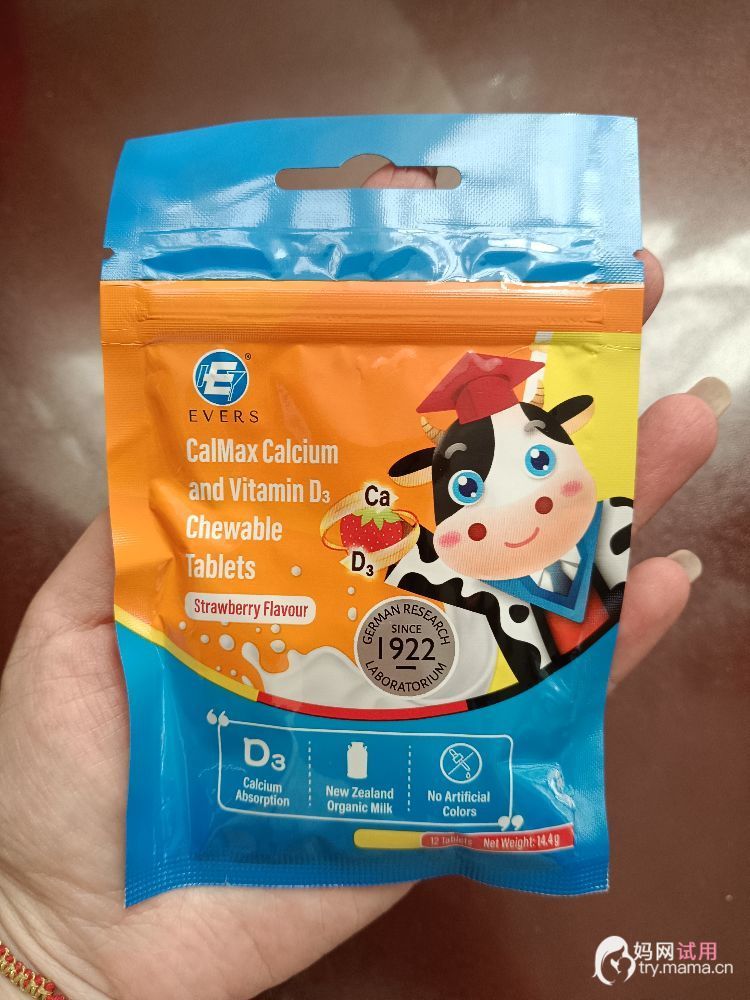 E
®
EVERS
CalMax Calcium
and Vitamin D₃
Chewable
Tablets
Strawberry Flavour
Ca
D₃
GERMAN RESEARCH
SINCE
1922
LABORATORIUM
D₃
Calcium
Absorption
New Zealand
Organic Milk
No Artificial
Colors
12 Tablets Net Weight: 14.4g
妈网试用
try.mama.cn